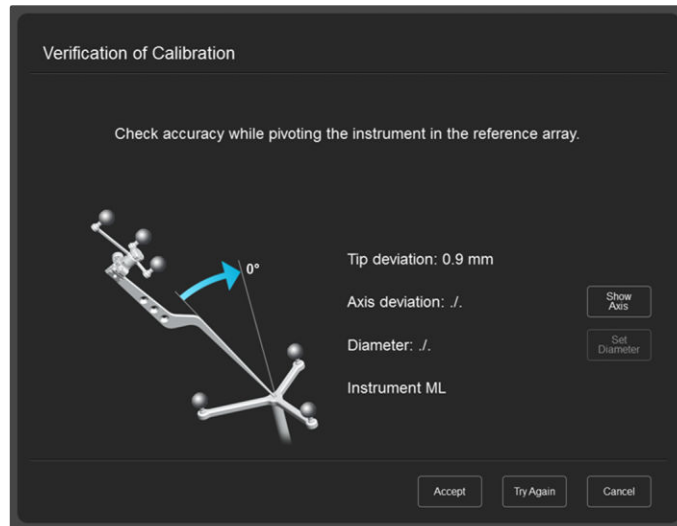 Verification of Calibration
Check accuracy while pivoting the instrument in the reference array.
0°
Tip deviation: 0.9 mm
Axis deviation: ./.
Show
Axis
Diameter: ./.
Set
Diameter
Instrument ML
Accept
Try Again
Cancel